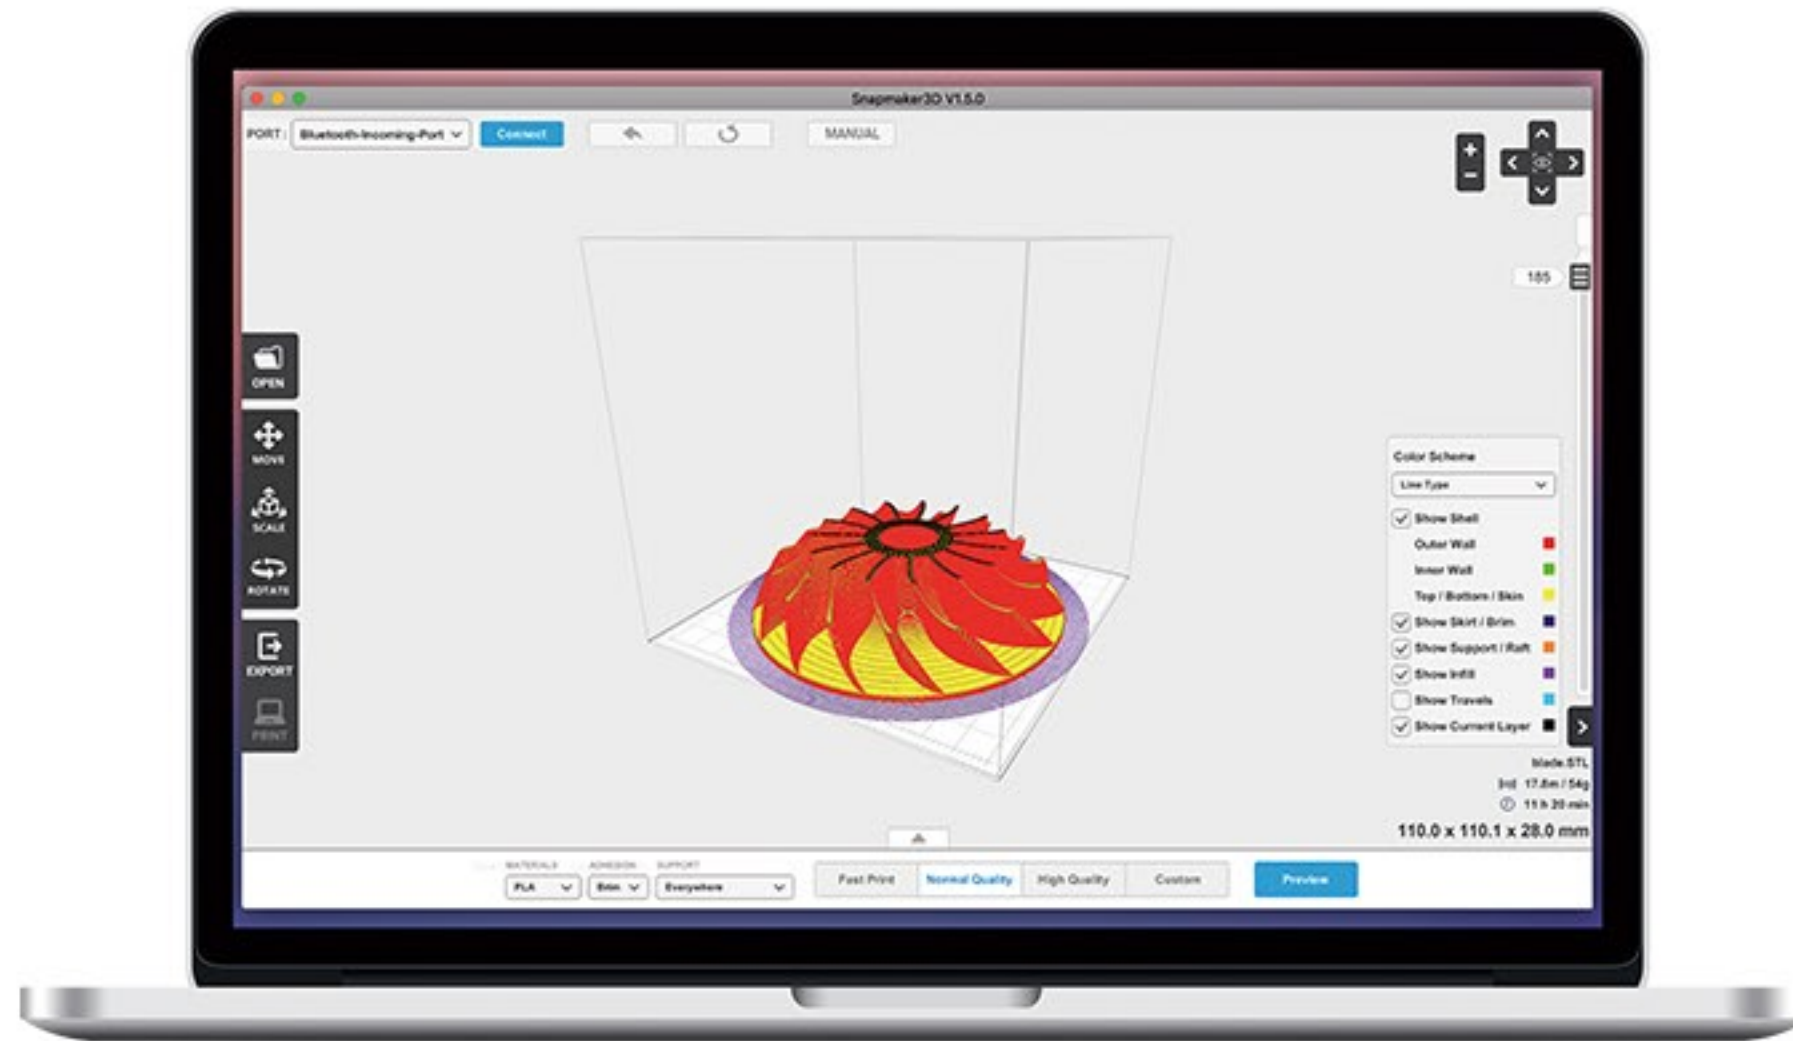 Snapmaker3D V1.5.0
PORT: Bluetooth-Incoming-Port Connect MANUAL
+
-
185
OPEN
MOVE
SCALE
ROTATE
EXPORT
PRINT
Color Scheme
Line Type
Show Shell
Outer Wall
Inner Wall
Top / Bottom / Skin
Show Skirt / Brim
Show Support / Raft
Show Infill
Show Travels
Show Current Layer
blade.STL
17.8m / 54g
11 h 20 min
110.0 x 110.1 x 28.0 mm
MATERIALS ADHESION SUPPORT
PLA Brim Everywhere Fast Print Normal Quality High Quality Custom Preview